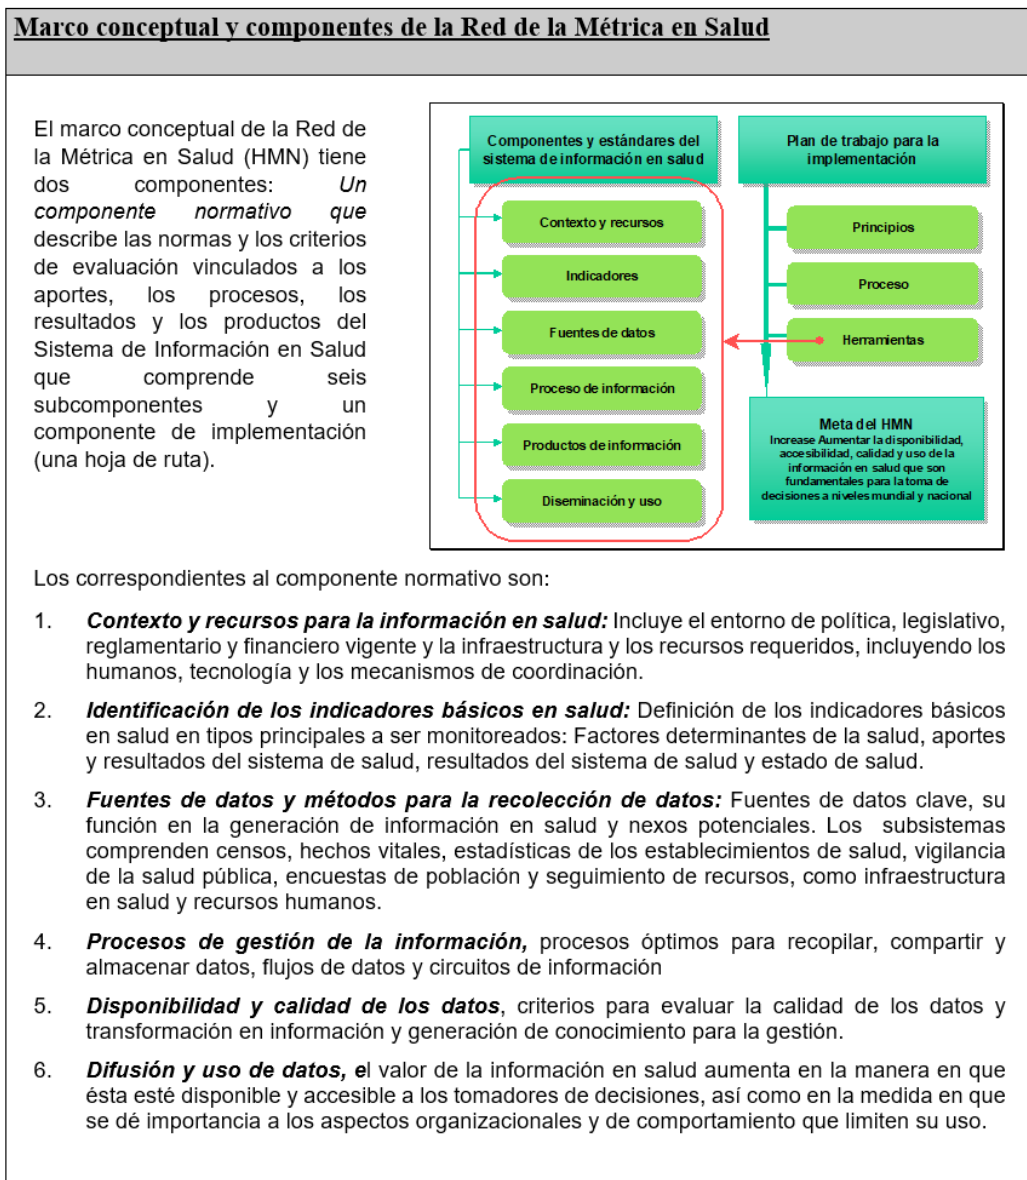 Marco conceptual y componentes de la Red de la Métrica en Salud
El marco conceptual de la Red de
la Métrica en Salud (HMN) tiene
dos componentes: Un
componente normativo que
describe las normas y los criterios
de evaluación vinculados a los
aportes, los procesos, los
resultados y los productos del
Sistema de Información en Salud
que comprende seis
subcomponentes y un
componente de implementación
(una hoja de ruta).
Componentes y estándares del
sistema de información en salud
Contexto y recursos
Indicadores
Fuentes de datos
Proceso de información
Productos de información
Diseminación y uso
Plan de trabajo para la
implementación
Principios
Proceso
Herramientas
Meta del HMN
Increase Aumentar la disponibilidad,
accesibilidad, calidad y uso de la
información en salud que son
fundamentales para la toma de
decisiones a niveles mundial y nacional
Los correspondientes al componente normativo son:
1. Contexto y recursos para la información en salud: Incluye el entorno de política, legislativo,
reglamentario y financiero vigente y la infraestructura y los recursos requeridos, incluyendo los
humanos, tecnología y los mecanismos de coordinación.
2. Identificación de los indicadores básicos en salud: Definición de los indicadores básicos
en salud en tipos principales a ser monitoreados: Factores determinantes de la salud, aportes
y resultados del sistema de salud, resultados del sistema de salud y estado de salud.
3. Fuentes de datos y métodos para la recolección de datos: Fuentes de datos clave, su
función en la generación de información en salud y nexos potenciales. Los subsistemas
comprenden censos, hechos vitales, estadísticas de los establecimientos de salud, vigilancia
de la salud pública, encuestas de población y seguimiento de recursos, como infraestructura
en salud y recursos humanos.
4. Procesos de gestión de la información, procesos óptimos para recopilar, compartir y
almacenar datos, flujos de datos y circuitos de información
5. Disponibilidad y calidad de los datos, criterios para evaluar la calidad de los datos y
transformación en información y generación de conocimiento para la gestión.
6. Difusión y uso de datos, el valor de la información en salud aumenta en la manera en que
ésta esté disponible y accesible a los tomadores de decisiones, así como en la medida en que
se dé importancia a los aspectos organizacionales y de comportamiento que limiten su uso.